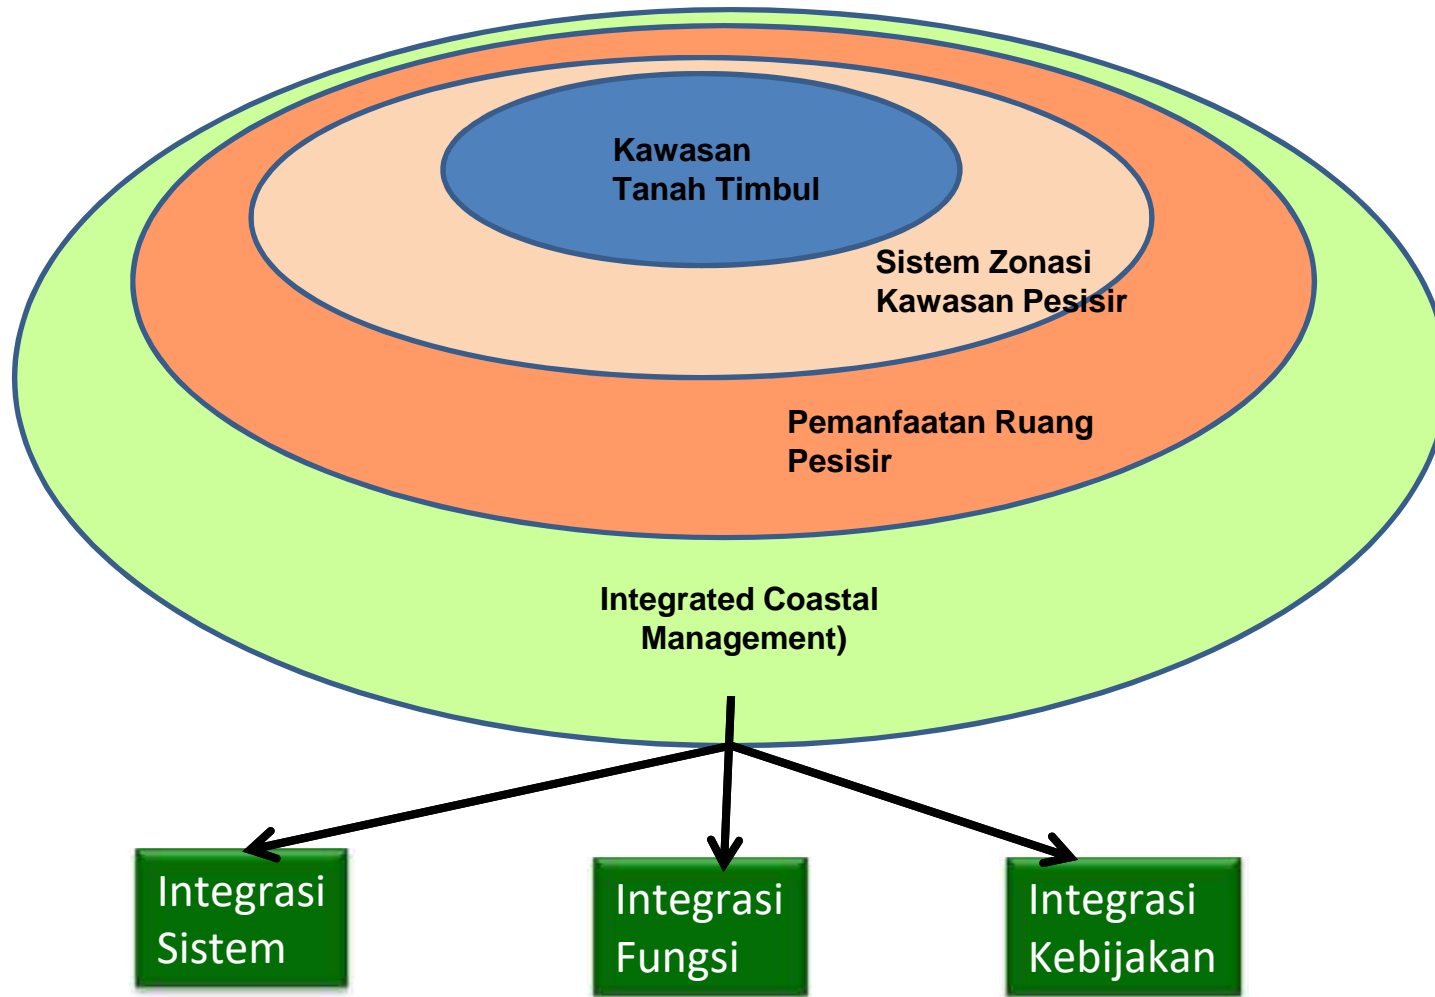 Kawasan
Tanah Timbul
Sistem Zonasi
Kawasan Pesisir
Pemanfaatan Ruang
Pesisir
Integrated Coastal
Management)
Integrasi
Sistem
Integrasi
Fungsi
Integrasi
Kebijakan